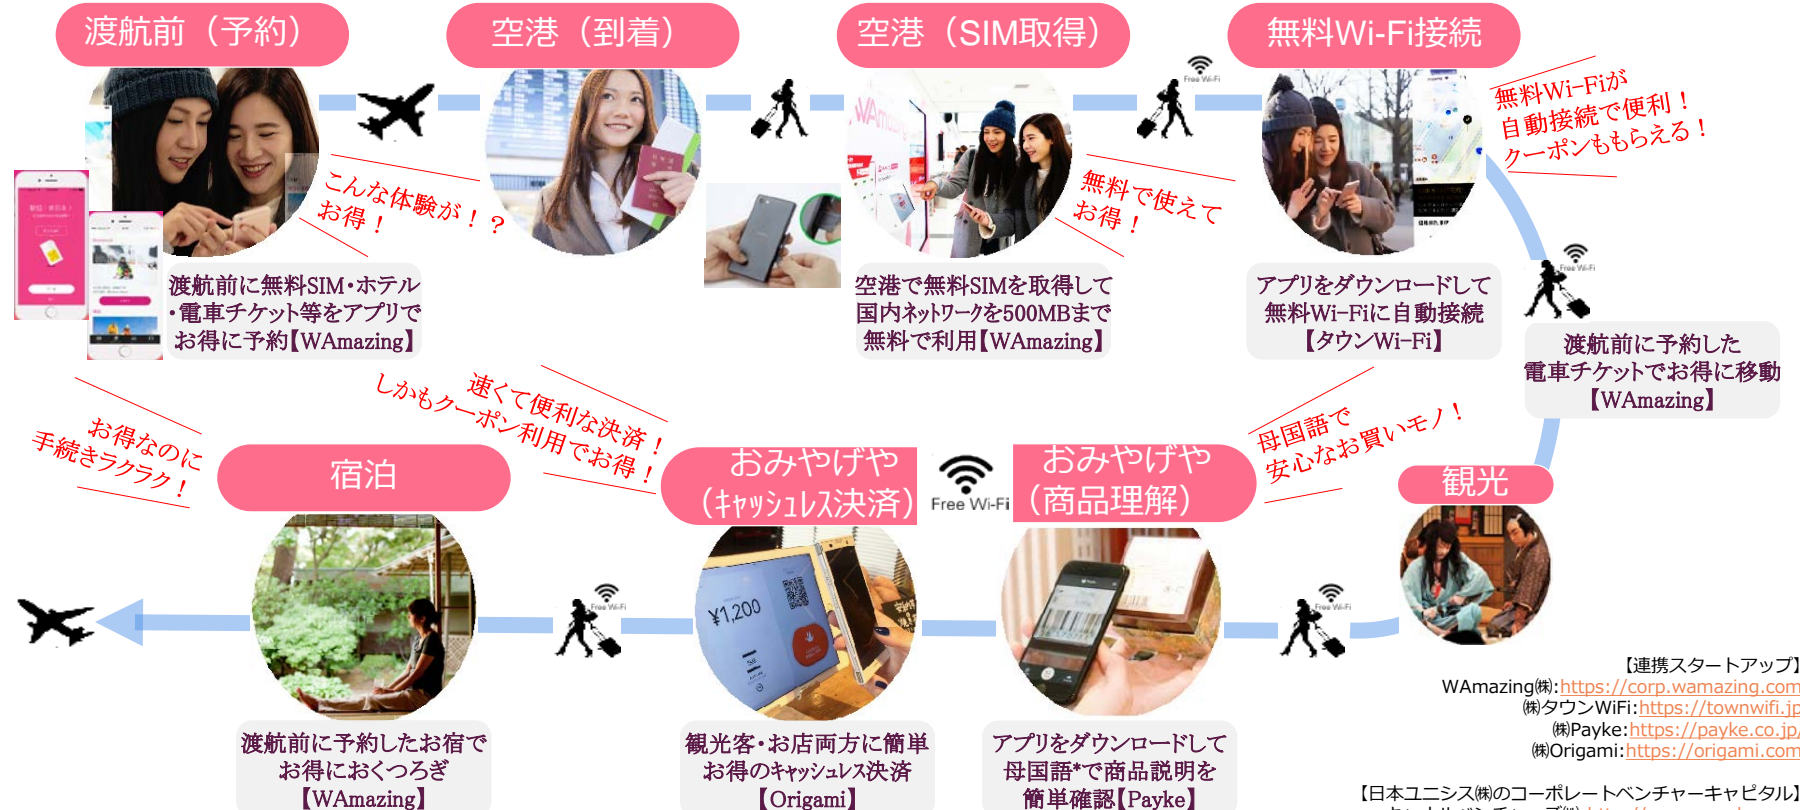 渡航前（予約）
空港（到着）
空港（SIM取得）
無料Wi-Fi接続
Free Wi-Fi
こんな体験が！？
お得！
無料で使えて
お得！
無料Wi-Fiが
自動接続で便利！
クーポンももらえる！
渡航前に無料SIM・ホテル
・電車チケット等をアプリで
お得に予約【WAmazing】
空港で無料SIMを取得して
国内ネットワークを500MBまで
無料で利用【WAmazing】
アプリをダウンロードして
無料Wi-Fiに自動接続
【タウンWi-Fi】
Free Wi-Fi
渡航前に予約した
電車チケットでお得に移動
【WAmazing】
お得なのに
手続きラクラク！
速くて便利な決済！
しかもクーポン利用でお得！
母国語で
安心なお買いモノ！
宿泊
おみやげや
（キャッシュレス決済）
Free Wi-Fi
おみやげや
（商品理解）
観光
¥1,200
Free Wi-Fi
Free Wi-Fi
渡航前に予約したお宿で
お得におくつろぎ
【WAmazing】
観光客・お店両方に簡単
お得のキャッシュレス決済
【Origami】
アプリをダウンロードして
母国語*で商品説明を
簡単確認【Payke】
【連携スタートアップ】
WAmazing㈱:https://corp.wamazing.com
㈱タウンWiFi:https://townwifi.jp
㈱Payke:https://payke.co.jp/
㈱Origami:https://origami.com
【日本ユニシス㈱のコーポレートベンチャーキャピタル】